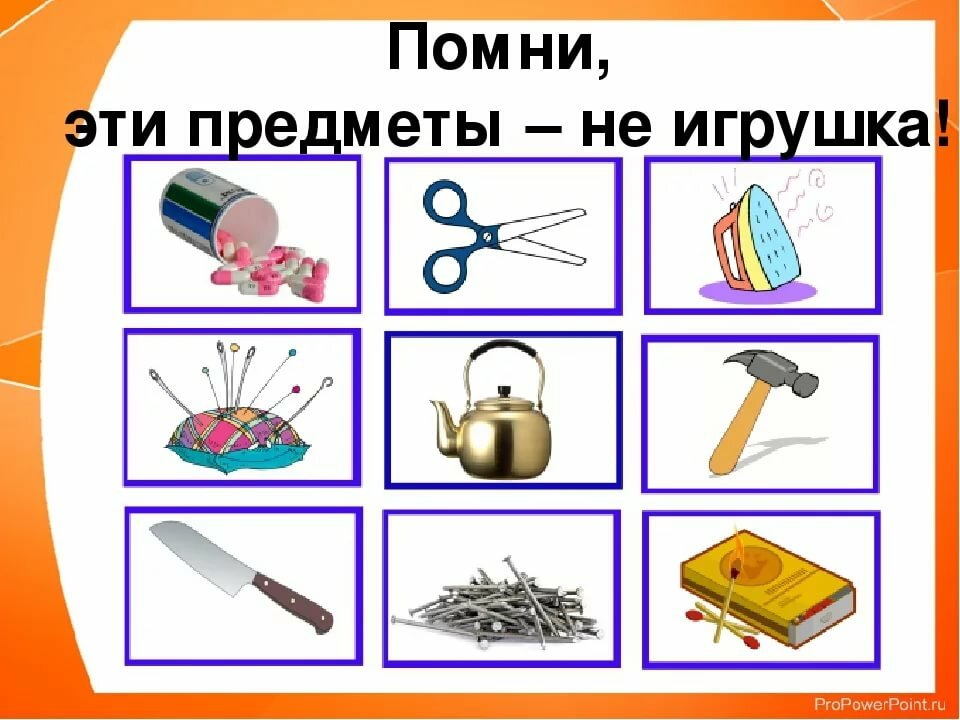 Помни,
эти предметы – не игрушка!
ProPowerPoint.ru